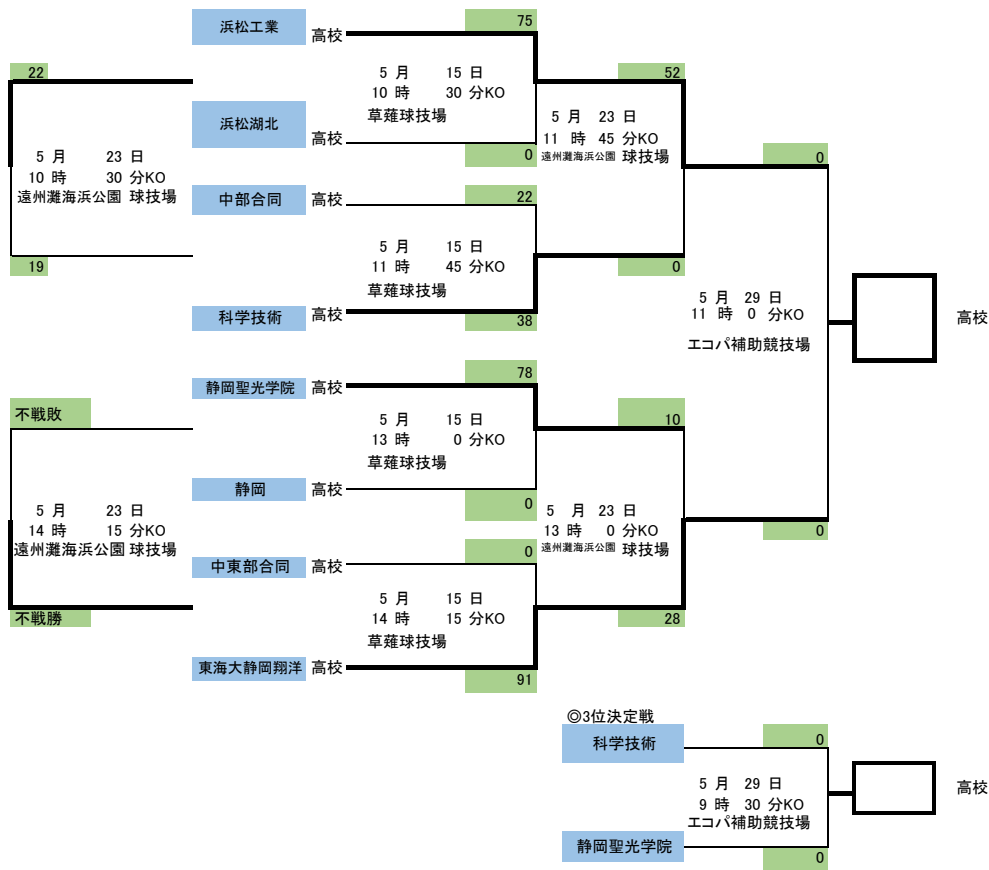 浜松工業 高校 75
5 月 15 日
10 時 30 分KO
草薙球技場
浜松湖北 高校 0
22
5 月 23 日
10 時 30 分KO
遠州灘海浜公園 球技場
19
52
5 月 23 日
11 時 45 分KO
遠州灘海浜公園 球技場
0
中部合同 高校 22
5 月 15 日
11 時 45 分KO
草薙球技場
科学技術 高校 38
0
5 月 29 日
11 時 0 分KO
エコパ補助競技場
0
高校
静岡聖光学院 高校 78
5 月 15 日
13 時 0 分KO
草薙球技場
静岡 高校 0
不戦敗
5 月 23 日
14 時 15 分KO
遠州灘海浜公園 球技場
不戦勝
10
5 月 23 日
13 時 0 分KO
遠州灘海浜公園 球技場
28
中東部合同 高校 0
5 月 15 日
14 時 15 分KO
草薙球技場
東海大静岡翔洋 高校 91
◎3位決定戦
科学技術 0
5 月 29 日
9 時 30 分KO
エコパ補助競技場
高校
静岡聖光学院 0